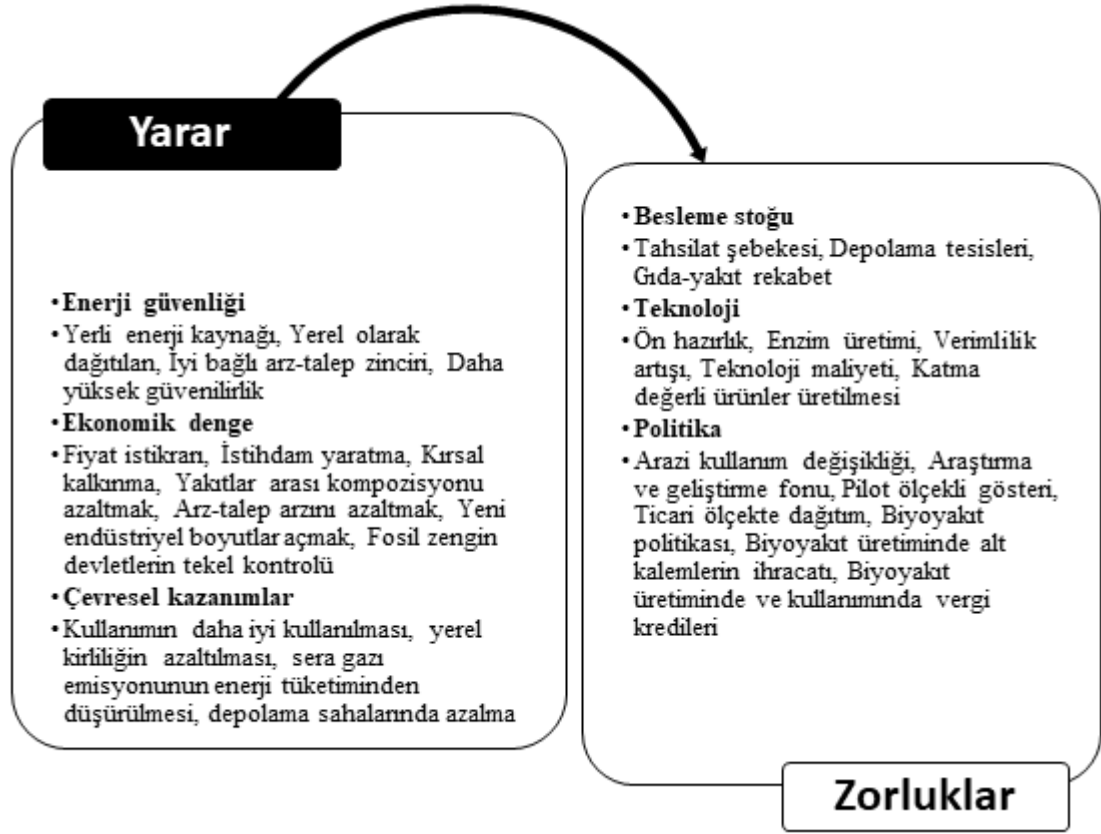 Yarar
• Enerji güvenliği
• Yerli enerji kaynağı, Yerel olarak
dağıtılan, İyi bağlı arz-talep zinciri, Daha
yüksek güvenilirlik
• Ekonomik denge
• Fiyat istikrarı, İstihdam yaratma, Kırsal
kalkınma, Yakıtlar arası kompozisyonu
azaltmak, Arz-talep arzını azaltmak, Yeni
endüstriyel boyutlar açmak, Fosil zengin
devletlerin tekel kontrolü
• Çevresel kazanımlar
• Kullanımın daha iyi kullanılması, yerel
kirliliğin azaltılması, sera gazı
emisyonunun enerji tüketiminden
düşürülmesi, depolama sahalarında azalma
• Besleme stoğu
• Tahsilat şebekesi, Depolama tesisleri,
Gıda-yakıt rekabet
• Teknoloji
• Ön hazırlık, Enzim üretimi, Verimlilik
artışı, Teknoloji maliyeti, Katma
değerli ürünler üretilmesi
• Politika
• Arazi kullanım değişikliği, Araştırma
ve geliştirme fonu, Pilot ölçekli gösteri,
Ticari ölçekte dağıtım, Biyoyakıt
politikası, Biyoyakıt üretiminde alt
kalemlerin ihracatı, Biyoyakıt
üretiminde ve kullanımında vergi
kredileri
Zorluklar